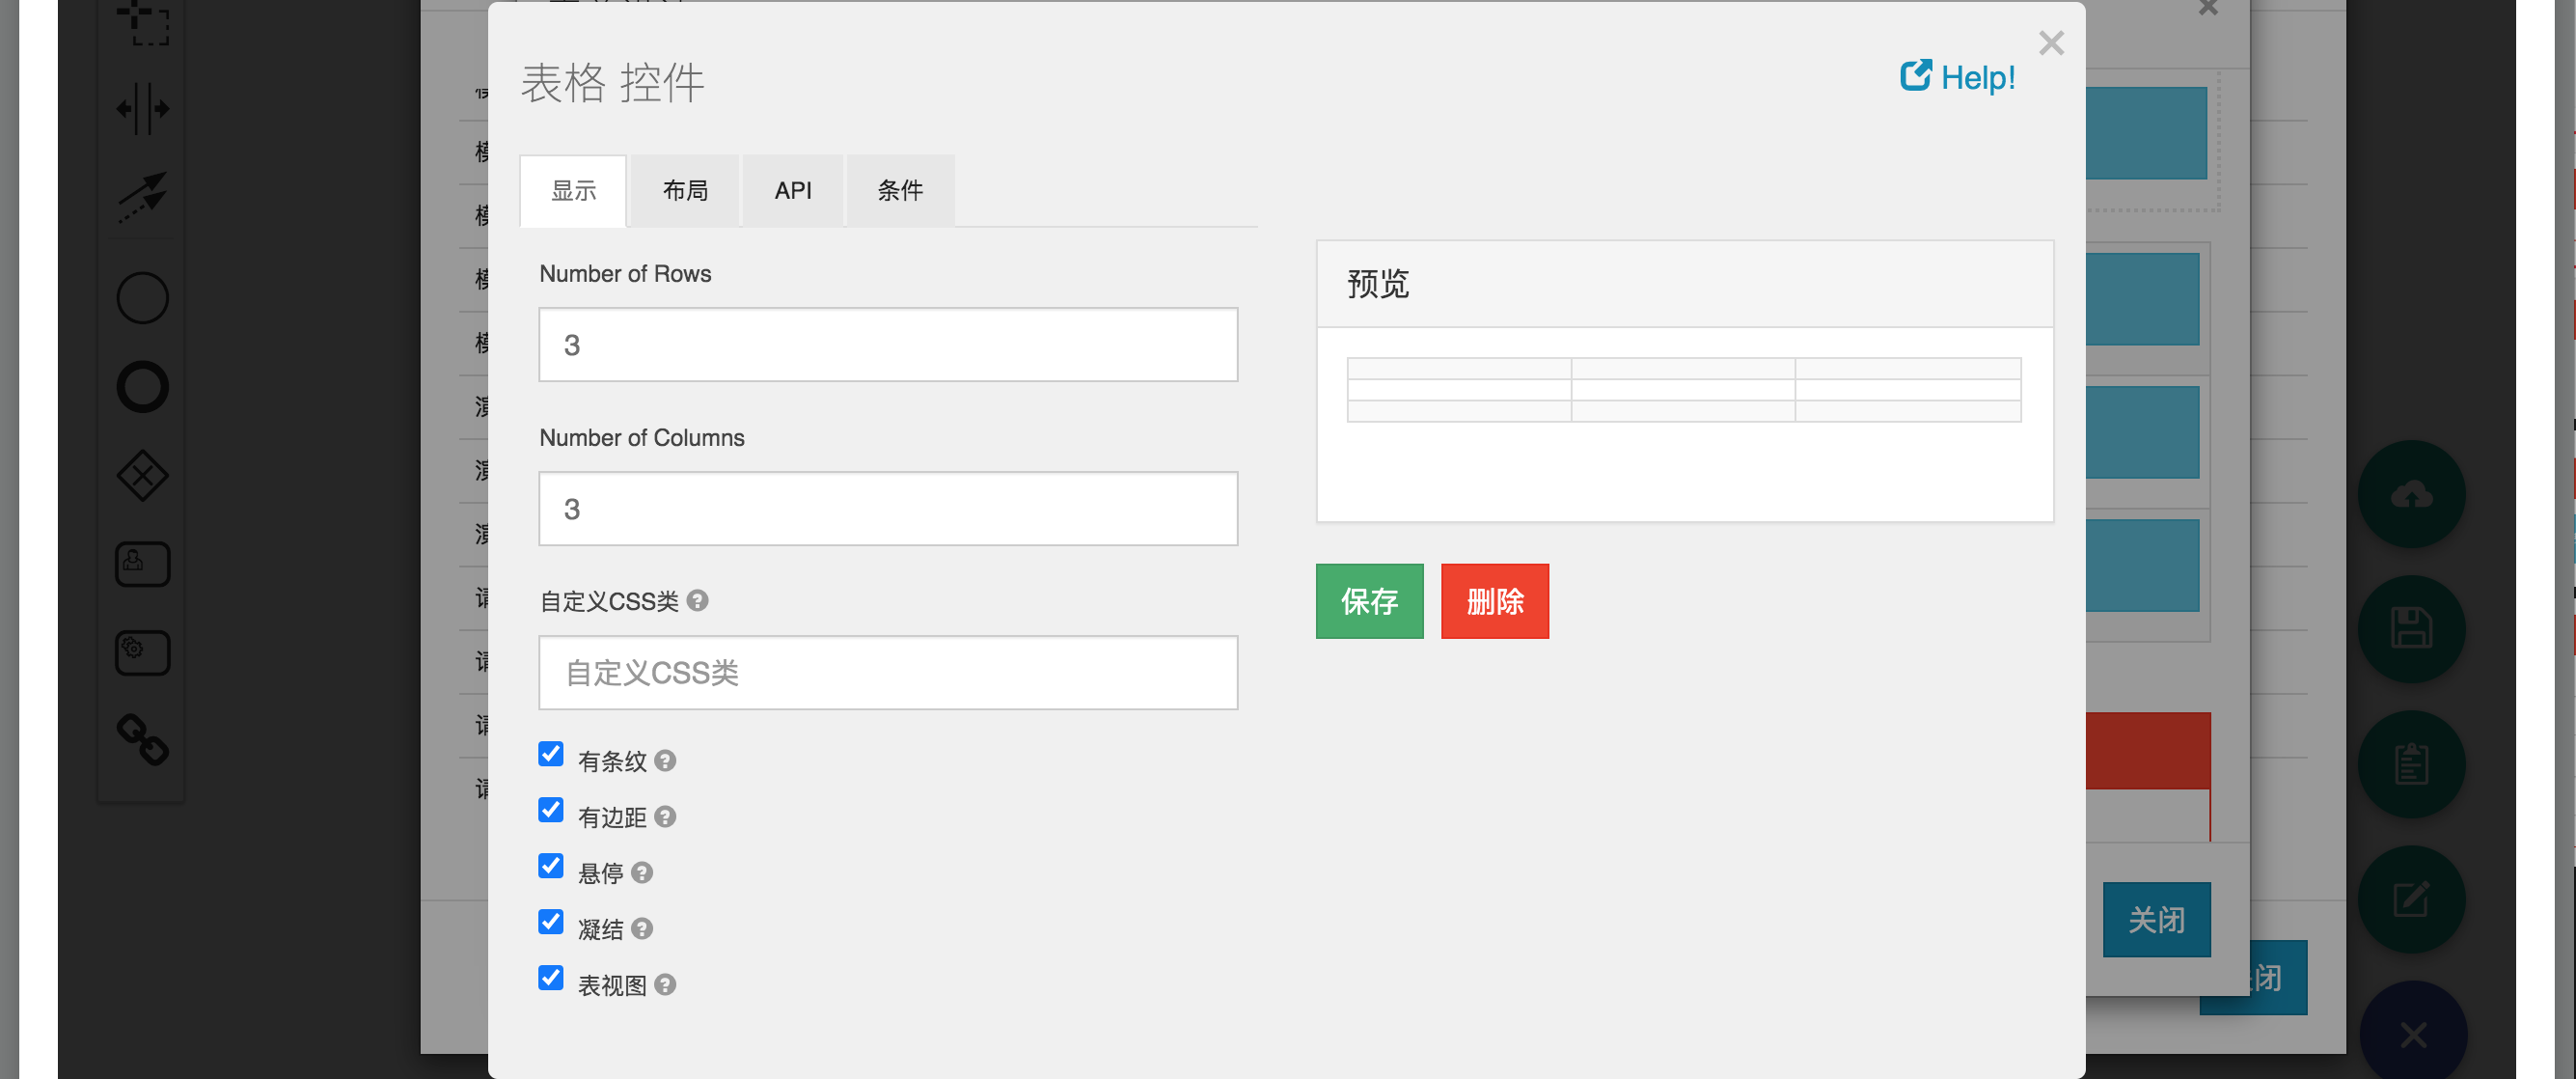 表格 控件
Help!
显示
布局
API
条件
Number of Rows
3
Number of Columns
3
自定义CSS类
自定义CSS类
有条纹
有边距
悬停
凝结
表视图
预览
保存
删除
关闭
闭